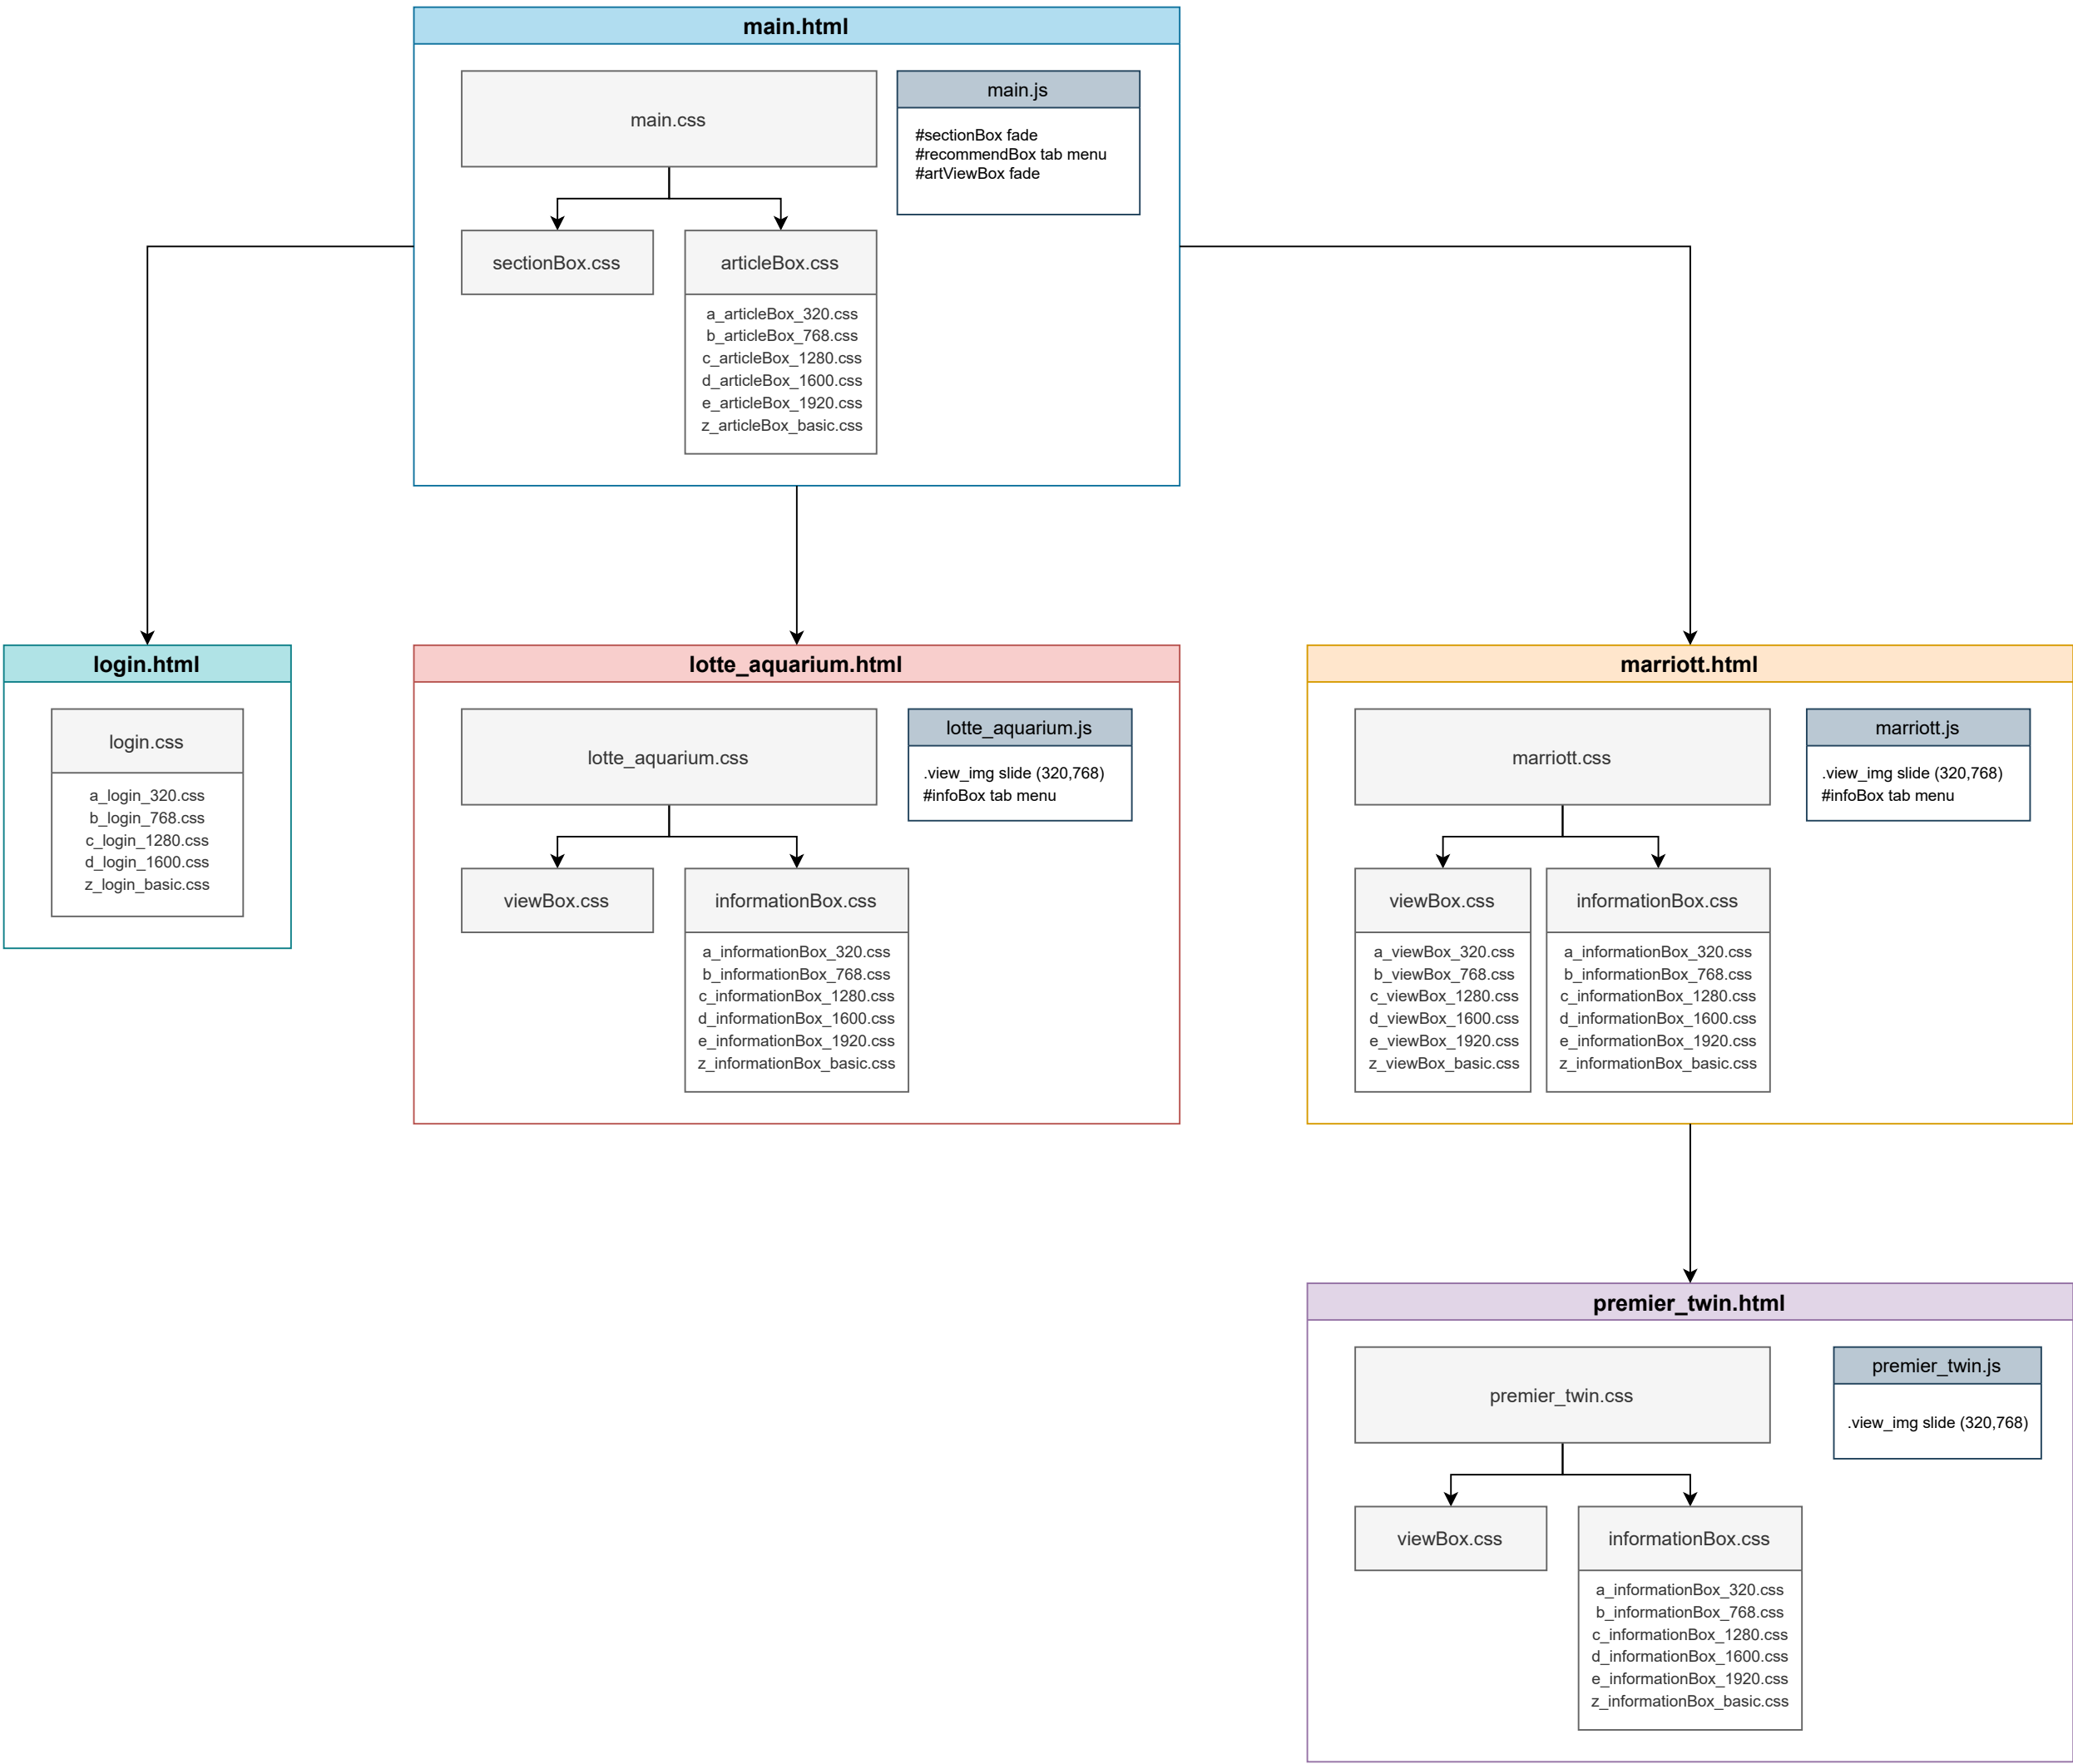 main.html
main.css
main.js
#sectionBox fade
#recommendBox tab menu
#artViewBox fade
sectionBox.css
articleBox.css
a_articleBox_320.css
b_articleBox_768.css
c_articleBox_1280.css
d_articleBox_1600.css
e_articleBox_1920.css
z_articleBox_basic.css
login.html
login.css
a_login_320.css
b_login_768.css
c_login_1280.css
d_login_1600.css
z_login_basic.css
lotte_aquarium.html
lotte_aquarium.css
lotte_aquarium.js
.view_img slide (320,768)
#infoBox tab menu
viewBox.css
informationBox.css
a_informationBox_320.css
b_informationBox_768.css
c_informationBox_1280.css
d_informationBox_1600.css
e_informationBox_1920.css
z_informationBox_basic.css
marriott.html
marriott.css
marriott.js
.view_img slide (320,768)
#infoBox tab menu
viewBox.css
a_viewBox_320.css
b_viewBox_768.css
c_viewBox_1280.css
d_viewBox_1600.css
e_viewBox_1920.css
z_viewBox_basic.css
informationBox.css
a_informationBox_320.css
b_informationBox_768.css
c_informationBox_1280.css
d_informationBox_1600.css
e_informationBox_1920.css
z_informationBox_basic.css
premier_twin.html
premier_twin.css
premier_twin.js
.view_img slide (320,768)
viewBox.css
informationBox.css
a_informationBox_320.css
b_informationBox_768.css
c_informationBox_1280.css
d_informationBox_1600.css
e_informationBox_1920.css
z_informationBox_basic.css